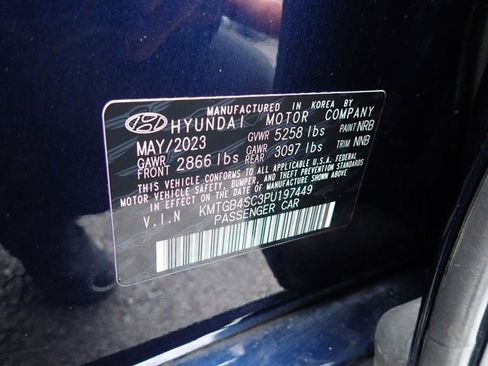 MANUFACTURED IN KOREA BY
HYUNDAI MOTOR COMPANY
MAY/2023 GVWR 5258 lbs PAINT NRB
GAWR FRONT 2866 lbs GAWR REAR 3097 lbs TRIM NNB
THIS VEHICLE CONFORMS TO ALL APPLICABLE U.S.A. FEDERAL
MOTOR VEHICLE SAFETY, BUMPER, AND THEFT PREVENTION
STANDARDS IN EFFECT ON THE DATE OF MANUFACTURE SHOWN ABOVE.
V.I.N KMTGB4SC3PU197449
PASSENGER CAR